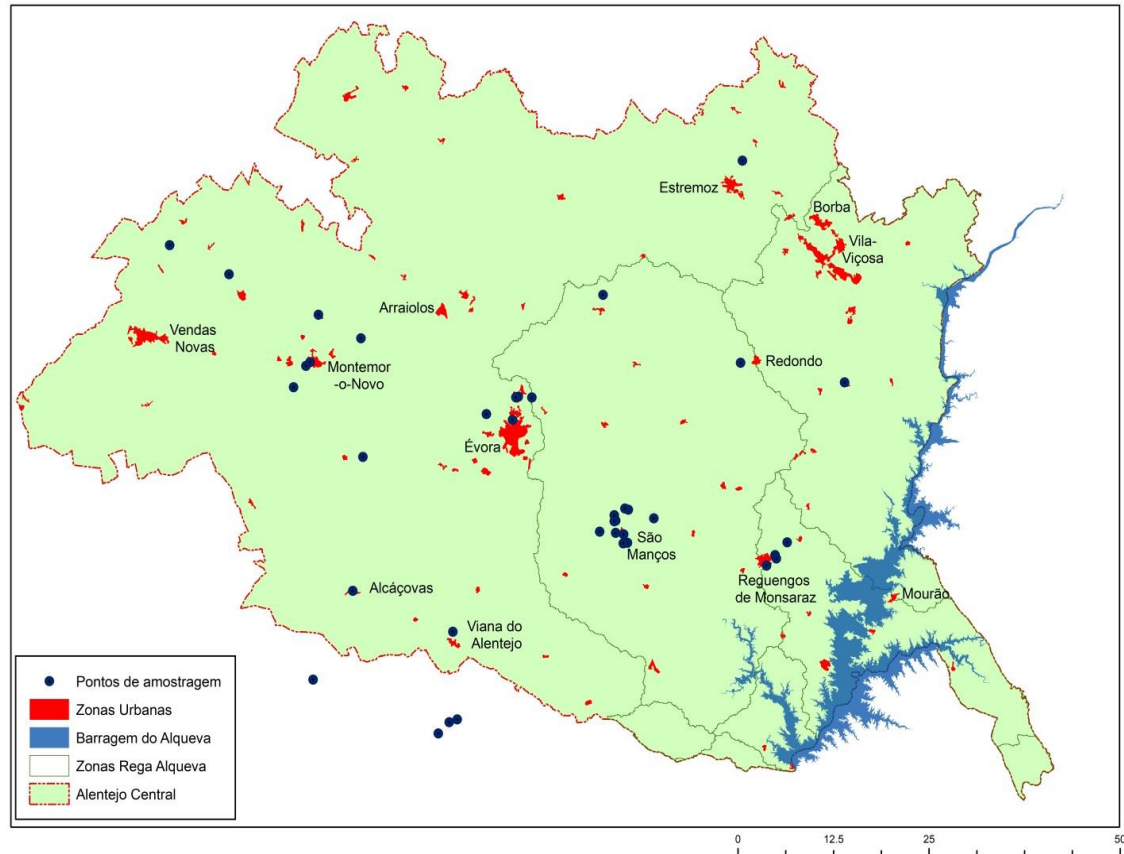 Estremoz
Borba
Vila-
Viçosa
Arraiolos
Vendas
Novas
Montemor
-o-Novo
Redondo
Évora
São
Manços
Reguengos
de Monsaraz
Mourão
Alcáçovas
Viana do
Alentejo
Pontos de amostragem
Zonas Urbanas
Barragem do Alqueva
Zonas Rega Alqueva
Alentejo Central
0 12.5 25 50